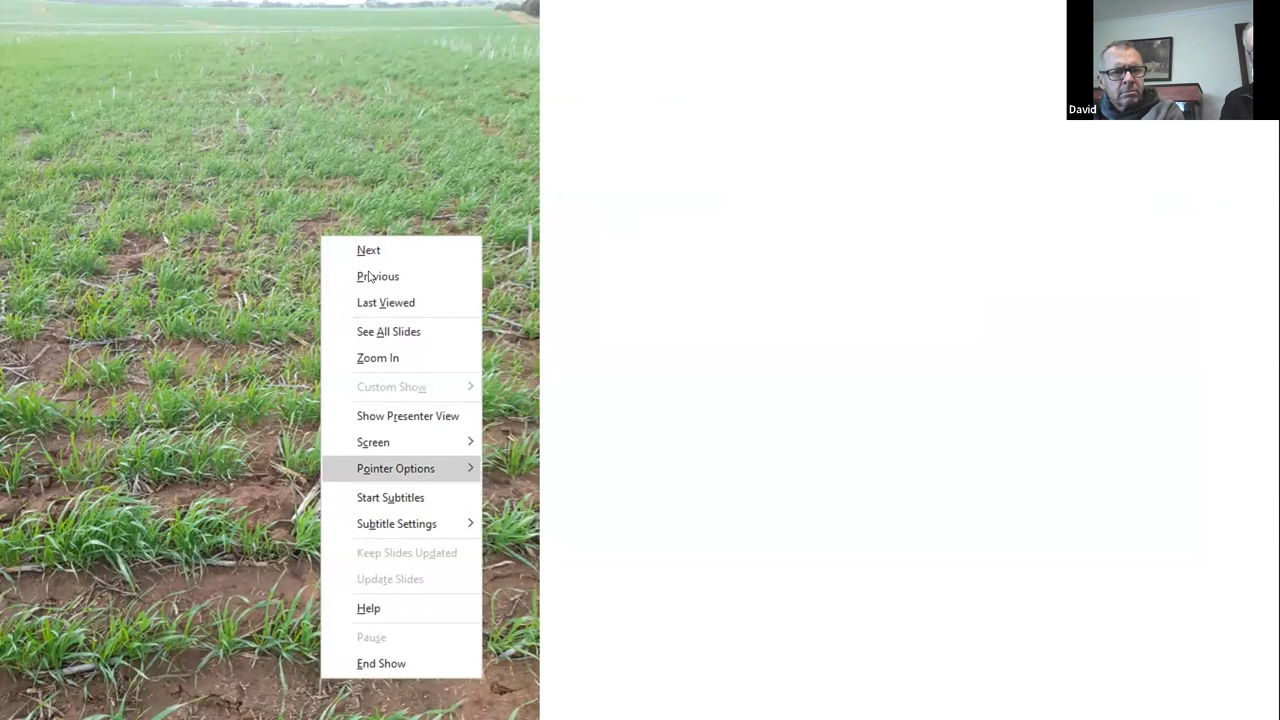 David
Next
Previous
Last Viewed
See All Slides
Zoom In
Custom Show
Show Presenter View
Screen
Pointer Options
Start Subtitles
Subtitle Settings
Keep Slides Updated
Update Slides
Help
Pause
End Show